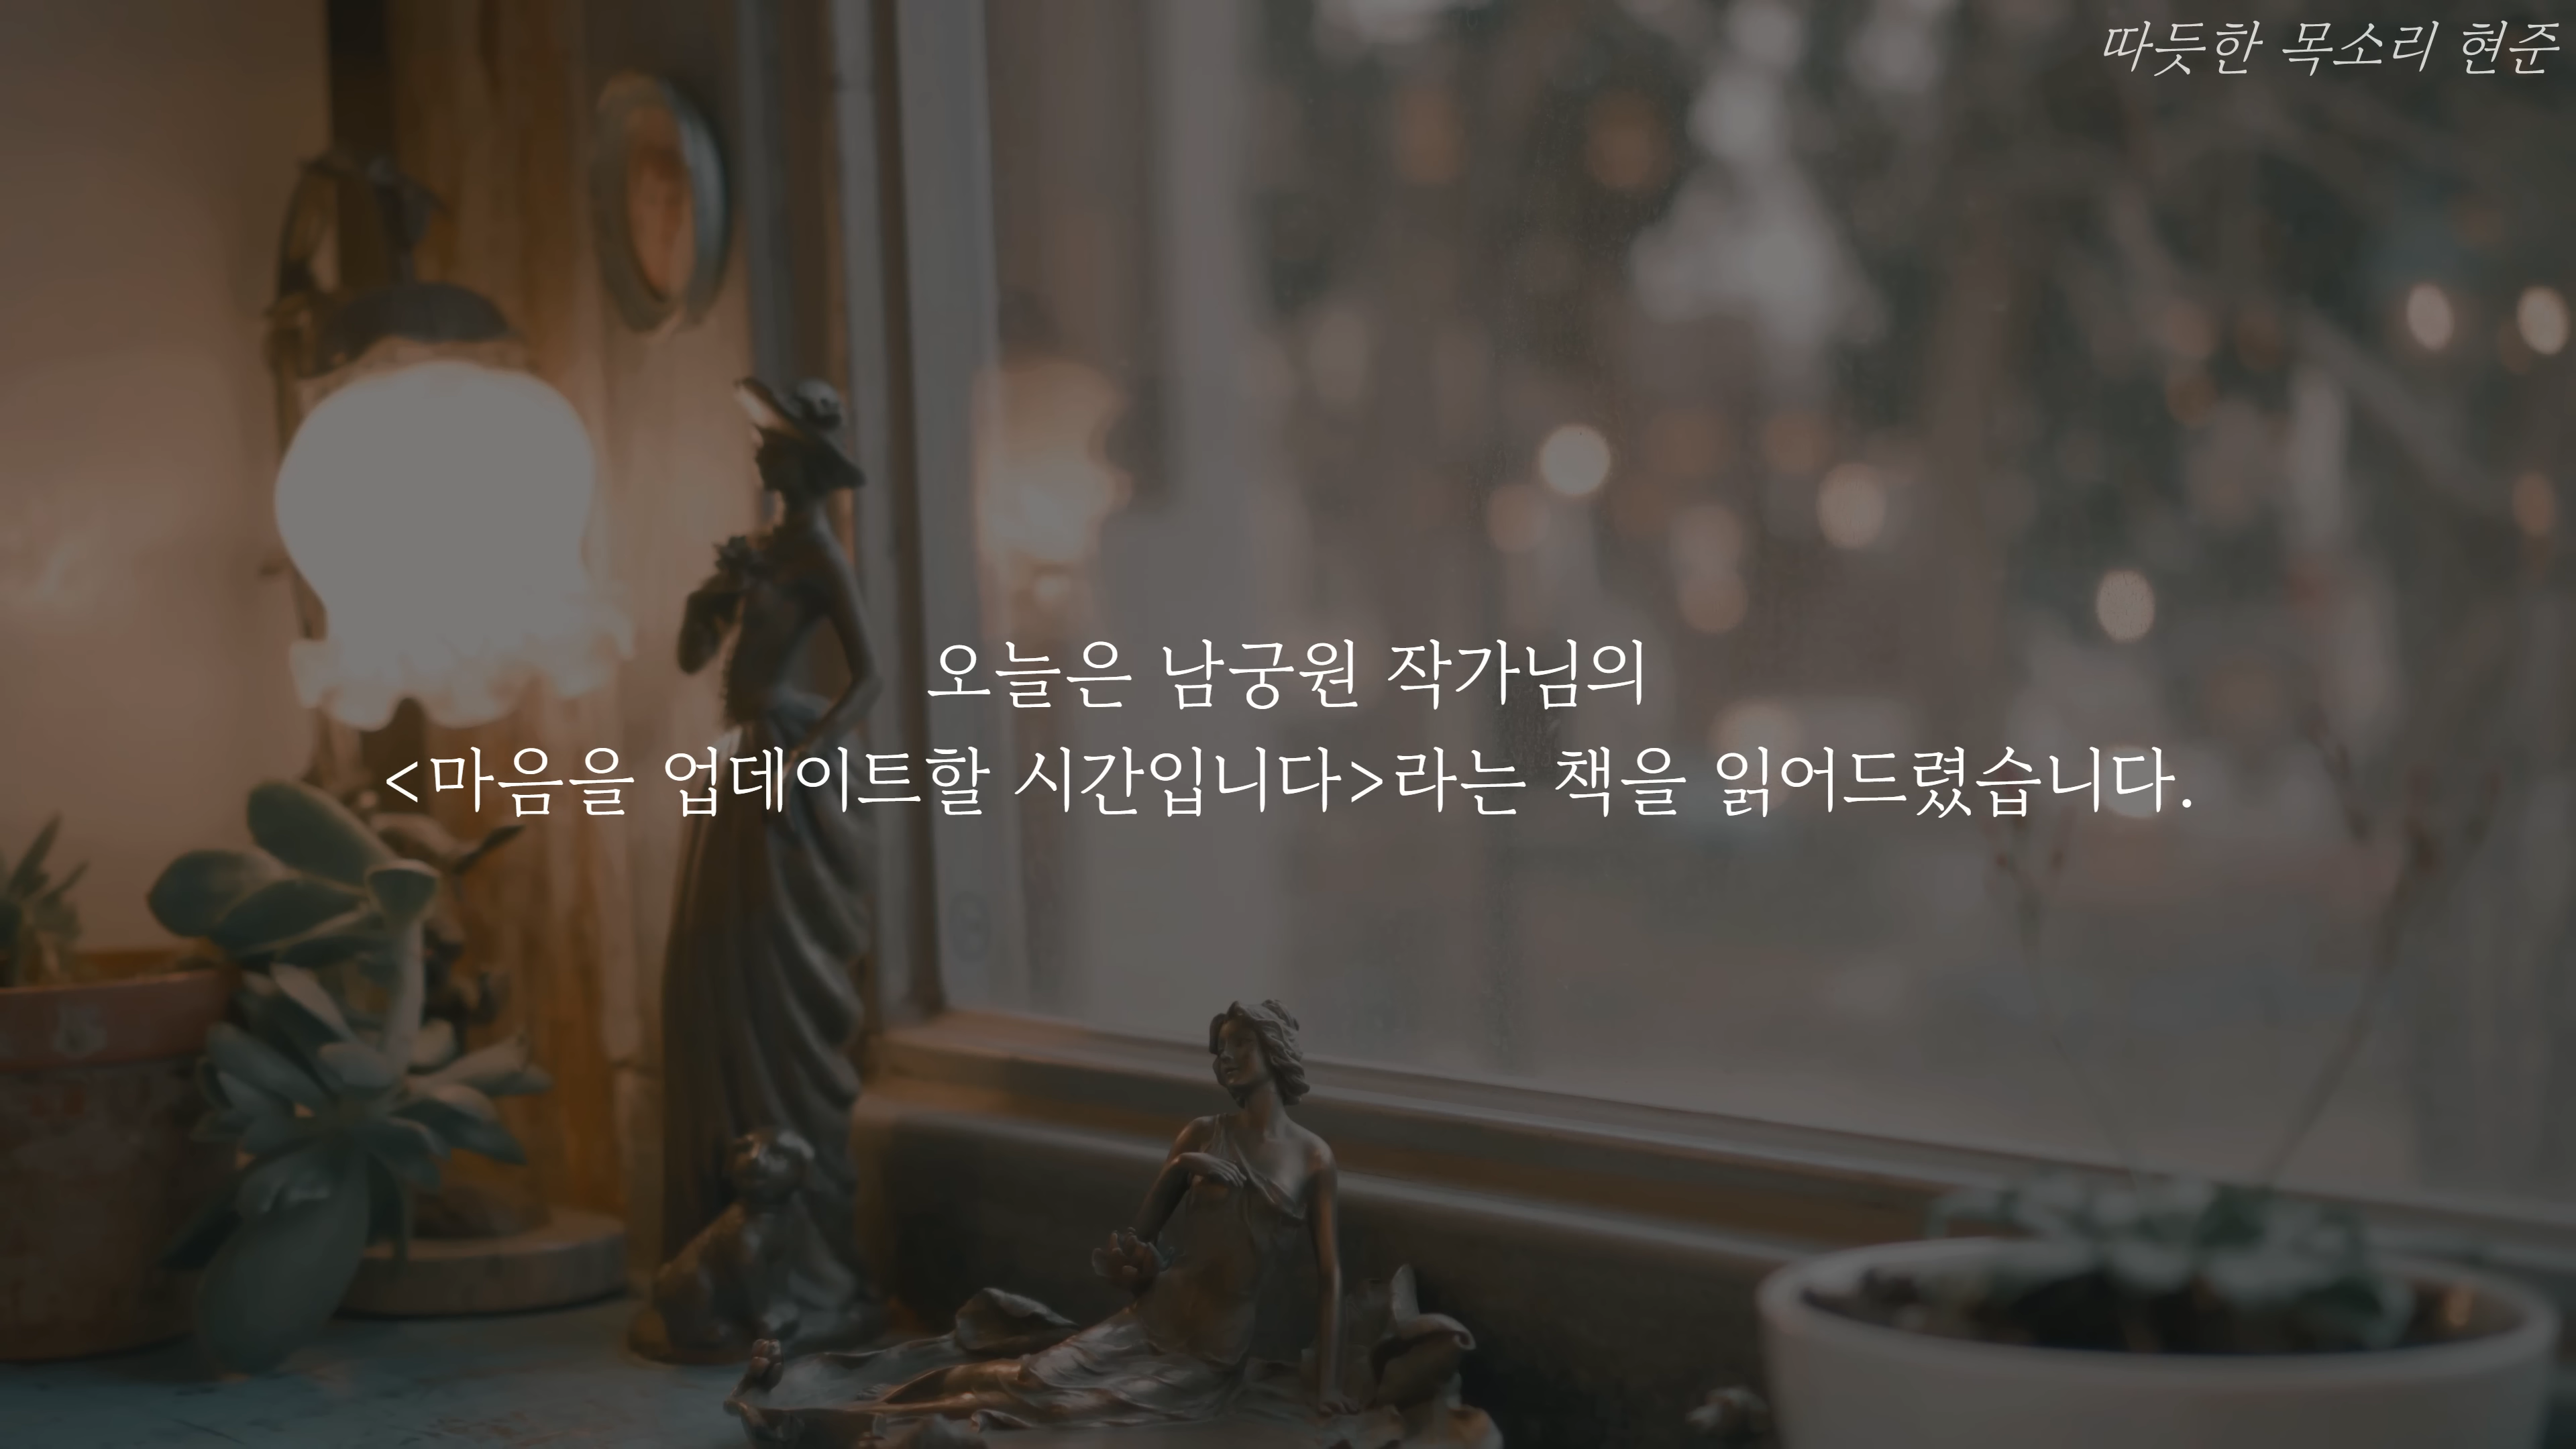 따듯한 목소리 현준
오늘은 남궁원 작가님의
<마음을 업데이트할 시간입니다>라는 책을 읽어드렸습니다.